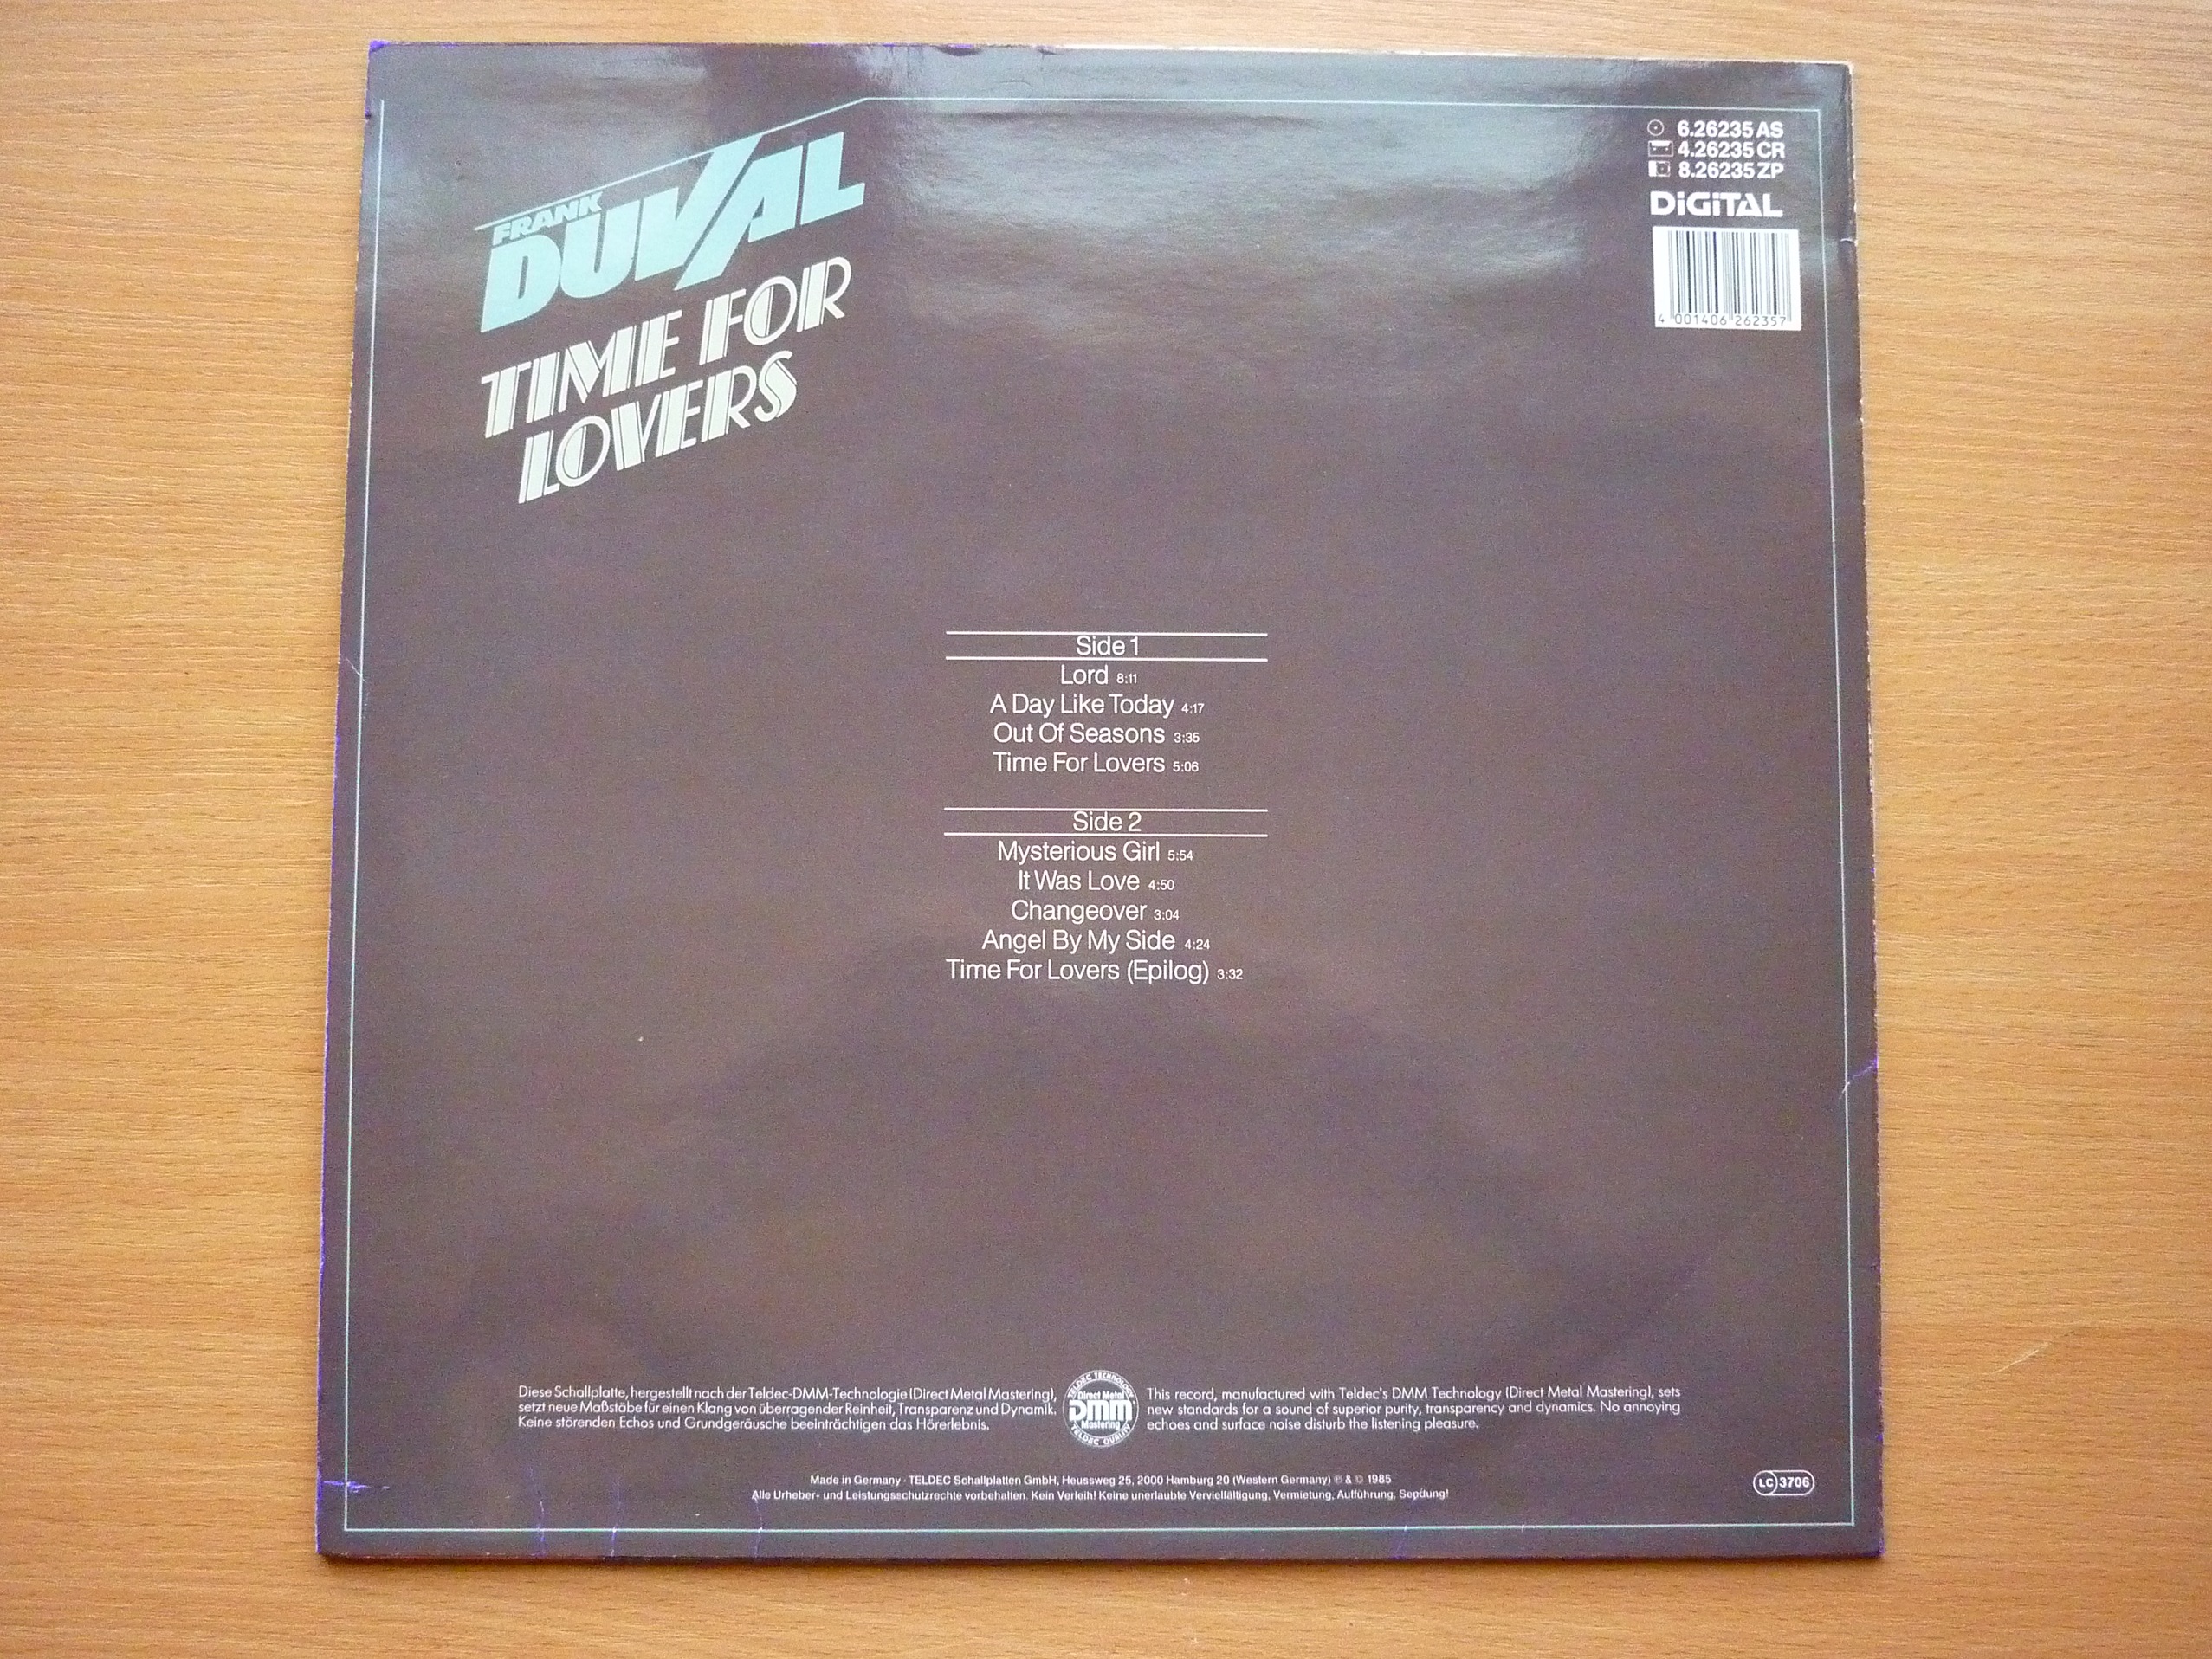 FRANK
DUVAL
TIME FOR
LOVERS
6.26235 AS
4.26235 CR
8.26235 ZP
DiGiTAL
4 001406 262357
Side 1
Lord 8:11
A Day Like Today 4:17
Out Of Seasons 3:35
Time For Lovers 5:06
Side 2
Mysterious Girl 5:54
It Was Love 4:50
Changeover 3:04
Angel By My Side 4:24
Time For Lovers (Epilog) 3:32
Diese Schallplatte, hergestellt nach der Teldec-DMM-Technologie (Direct Metal Mastering),
setzt neue Maßstäbe für einen Klang von überragender Reinheit, Transparenz und Dynamik.
Keine störenden Echos und Grundgeräusche beeinträchtigen das Hörerlebnis.
TELDEC TECHNOLOGY
Direct Metal
DMM
Mastering
TELDEC QUALITY
This record, manufactured with Teldec's DMM Technology (Direct Metal Mastering), sets
new standards for a sound of superior purity, transparency and dynamics. No annoying
echoes and surface noise disturb the listening pleasure.
Made in Germany · TELDEC Schallplatten GmbH, Heussweg 25, 2000 Hamburg 20 (Western Germany) ℗ & © 1985
Alle Urheber- und Leistungsschutzrechte vorbehalten. Kein Verleih! Keine unerlaubte Vervielfältigung, Vermietung, Aufführung, Sendung!
LC 3706